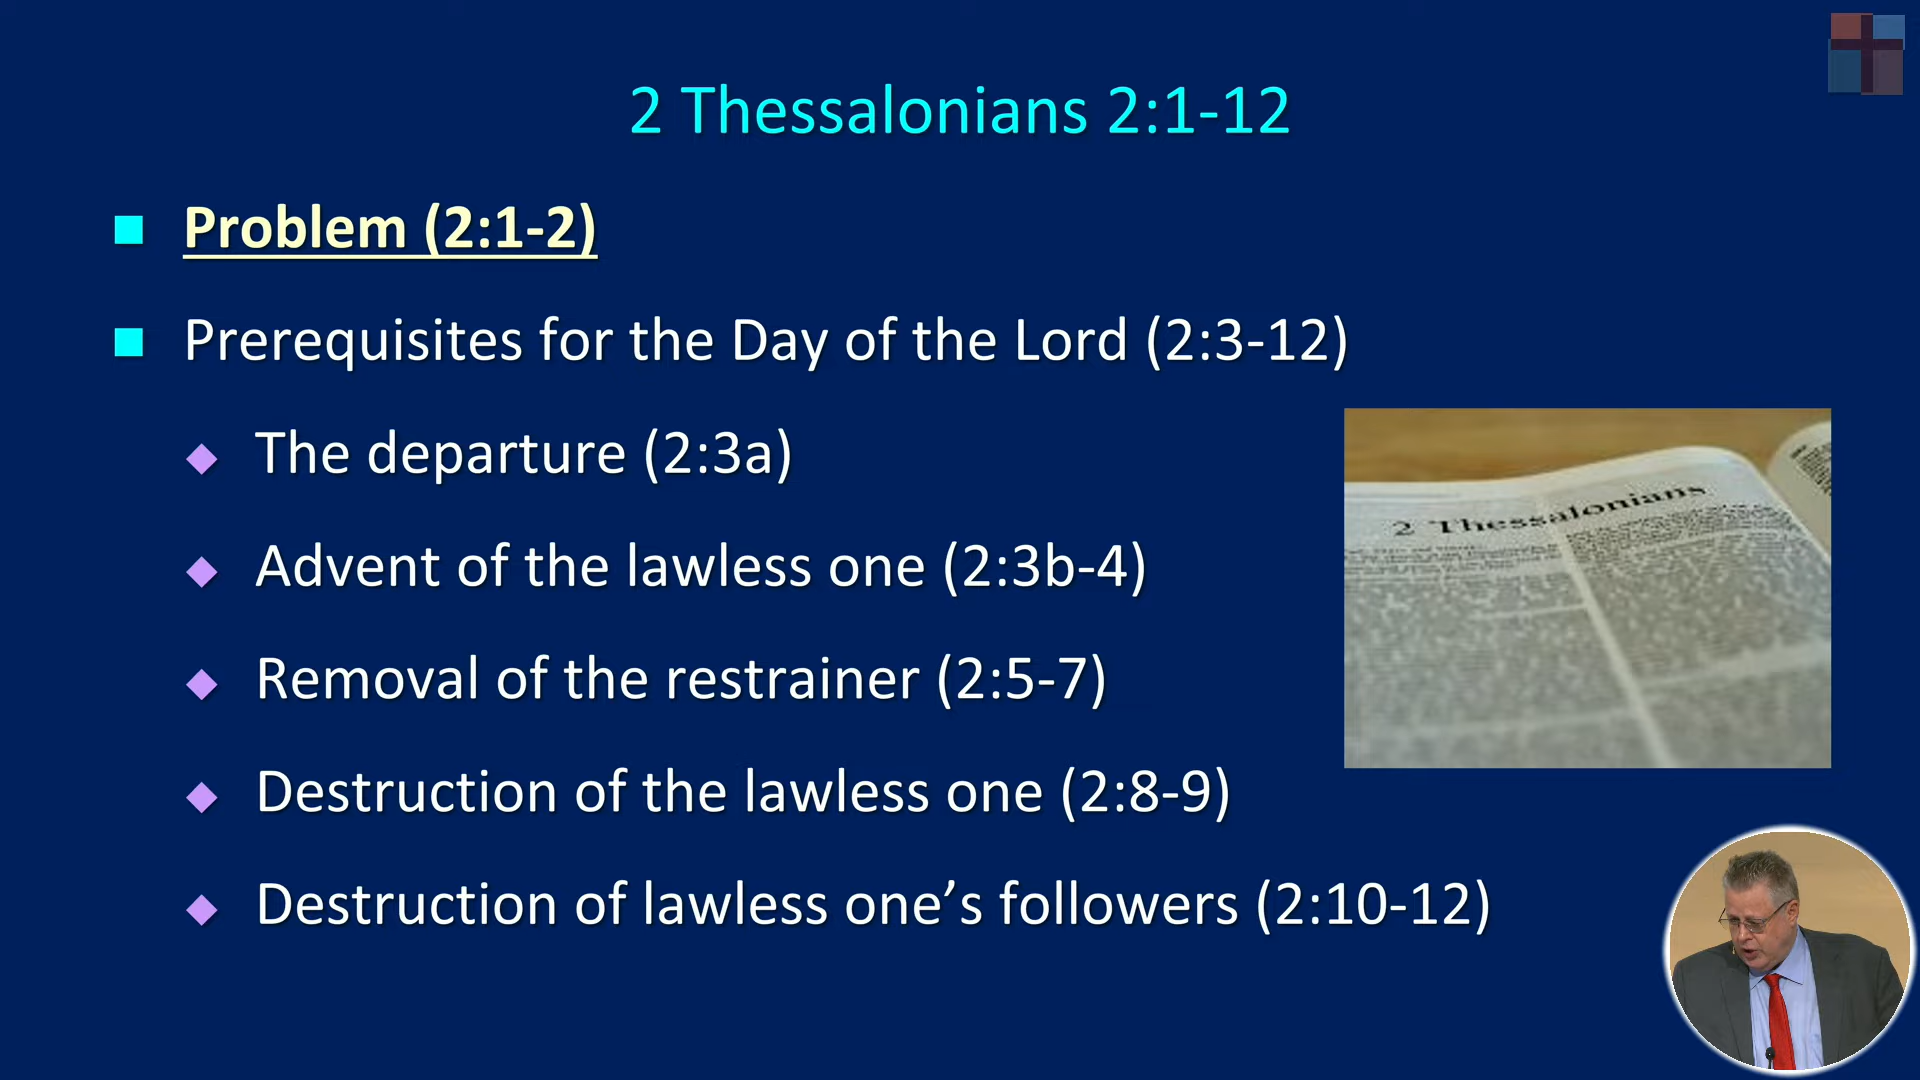 2 Thessalonians 2:1-12
Problem (2:1-2)
Prerequisites for the Day of the Lord (2:3-12)
The departure (2:3a)
Advent of the lawless one (2:3b-4)
2 Thessalonians
Removal of the restrainer (2:5-7)
Destruction of the lawless one (2:8-9)
Destruction of lawless one’s followers (2:10-12)